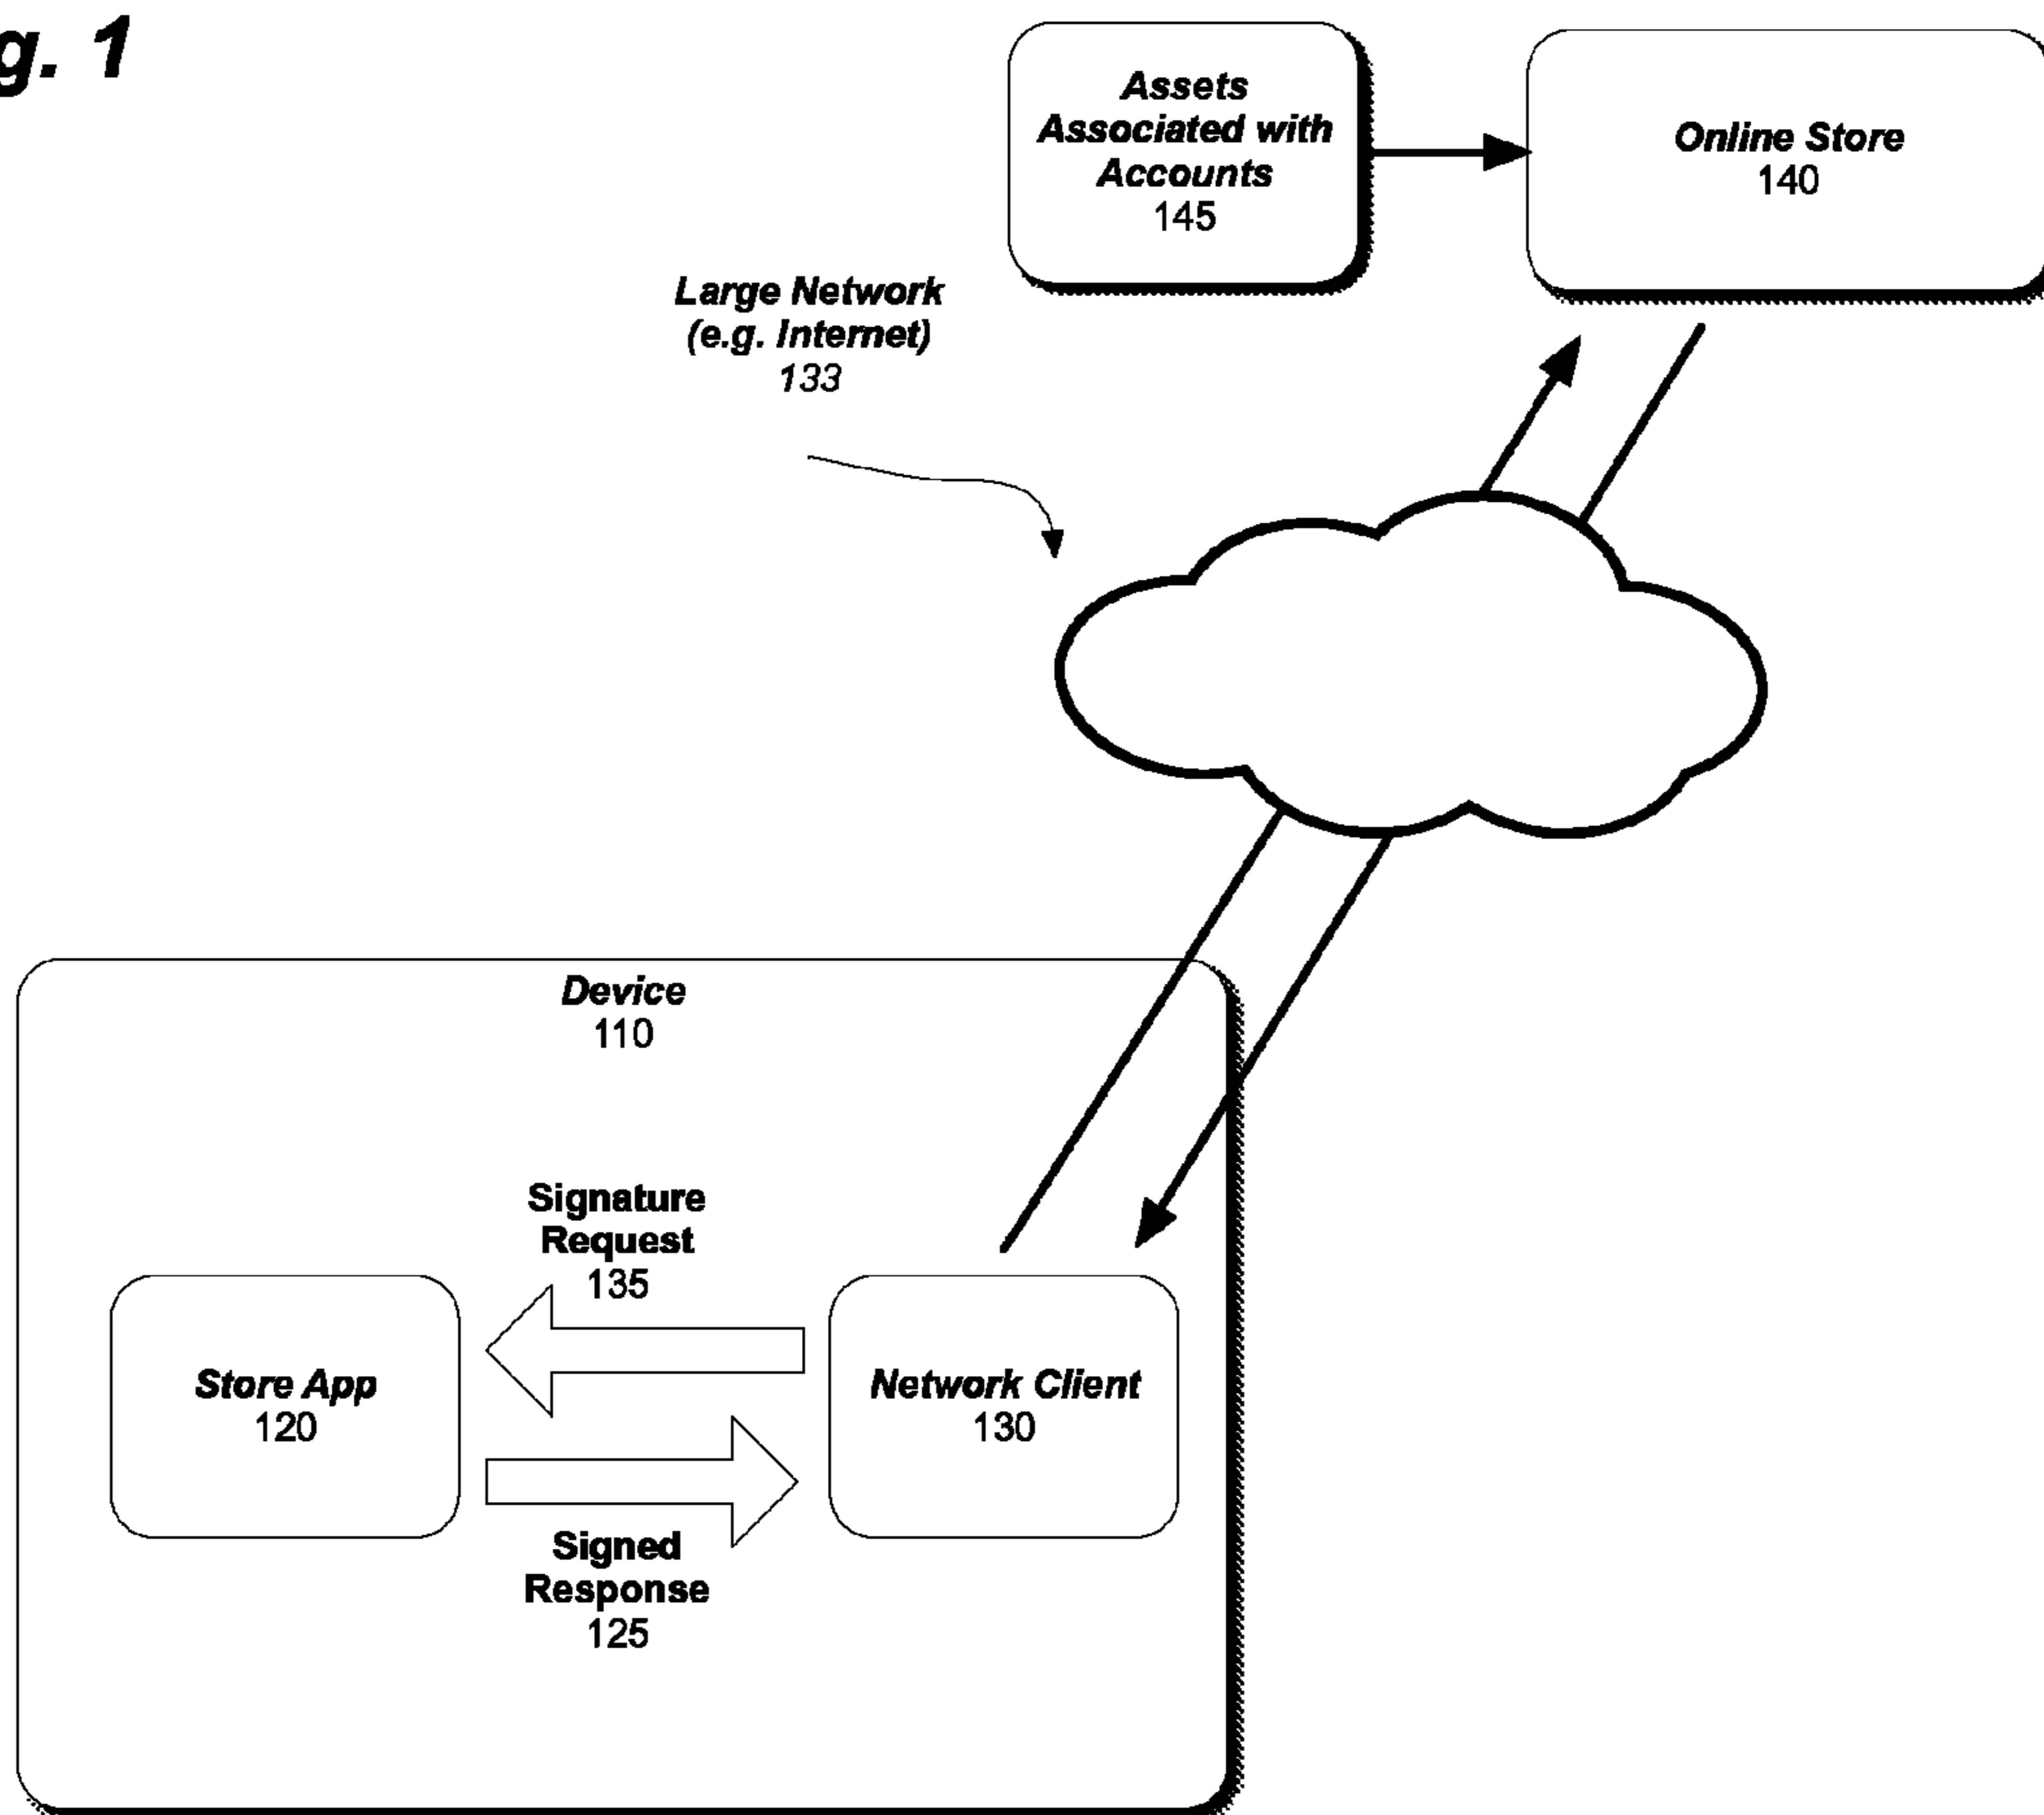 g. 1
Assets
Associated with
Accounts
145
Online Store
140
Large Network
(e.g. Internet)
133
Device
110
Signature
Request
135
Store App
120
Network Client
130
Signed
Response
125